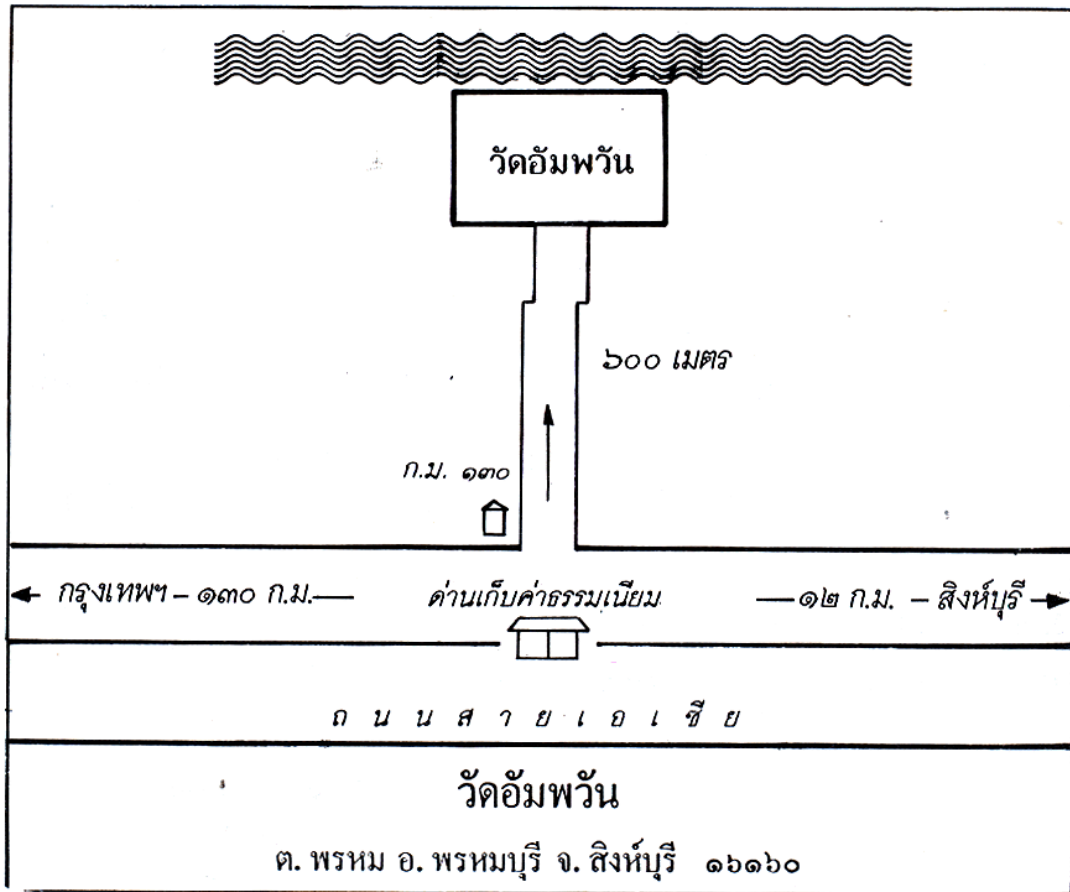 วัดอัมพวัน
๖๐๐ เมตร
ก.ม. ๑๓๐
กรุงเทพฯ – ๑๓๐ ก.ม. ด่านเก็บค่าธรรมเนียม ๑๒ ก.ม. – สิงห์บุรี
ถนนสายเอเซีย
วัดอัมพวัน
ต. พรหม อ. พรหมบุรี จ. สิงห์บุรี ๑๖๑๖๐